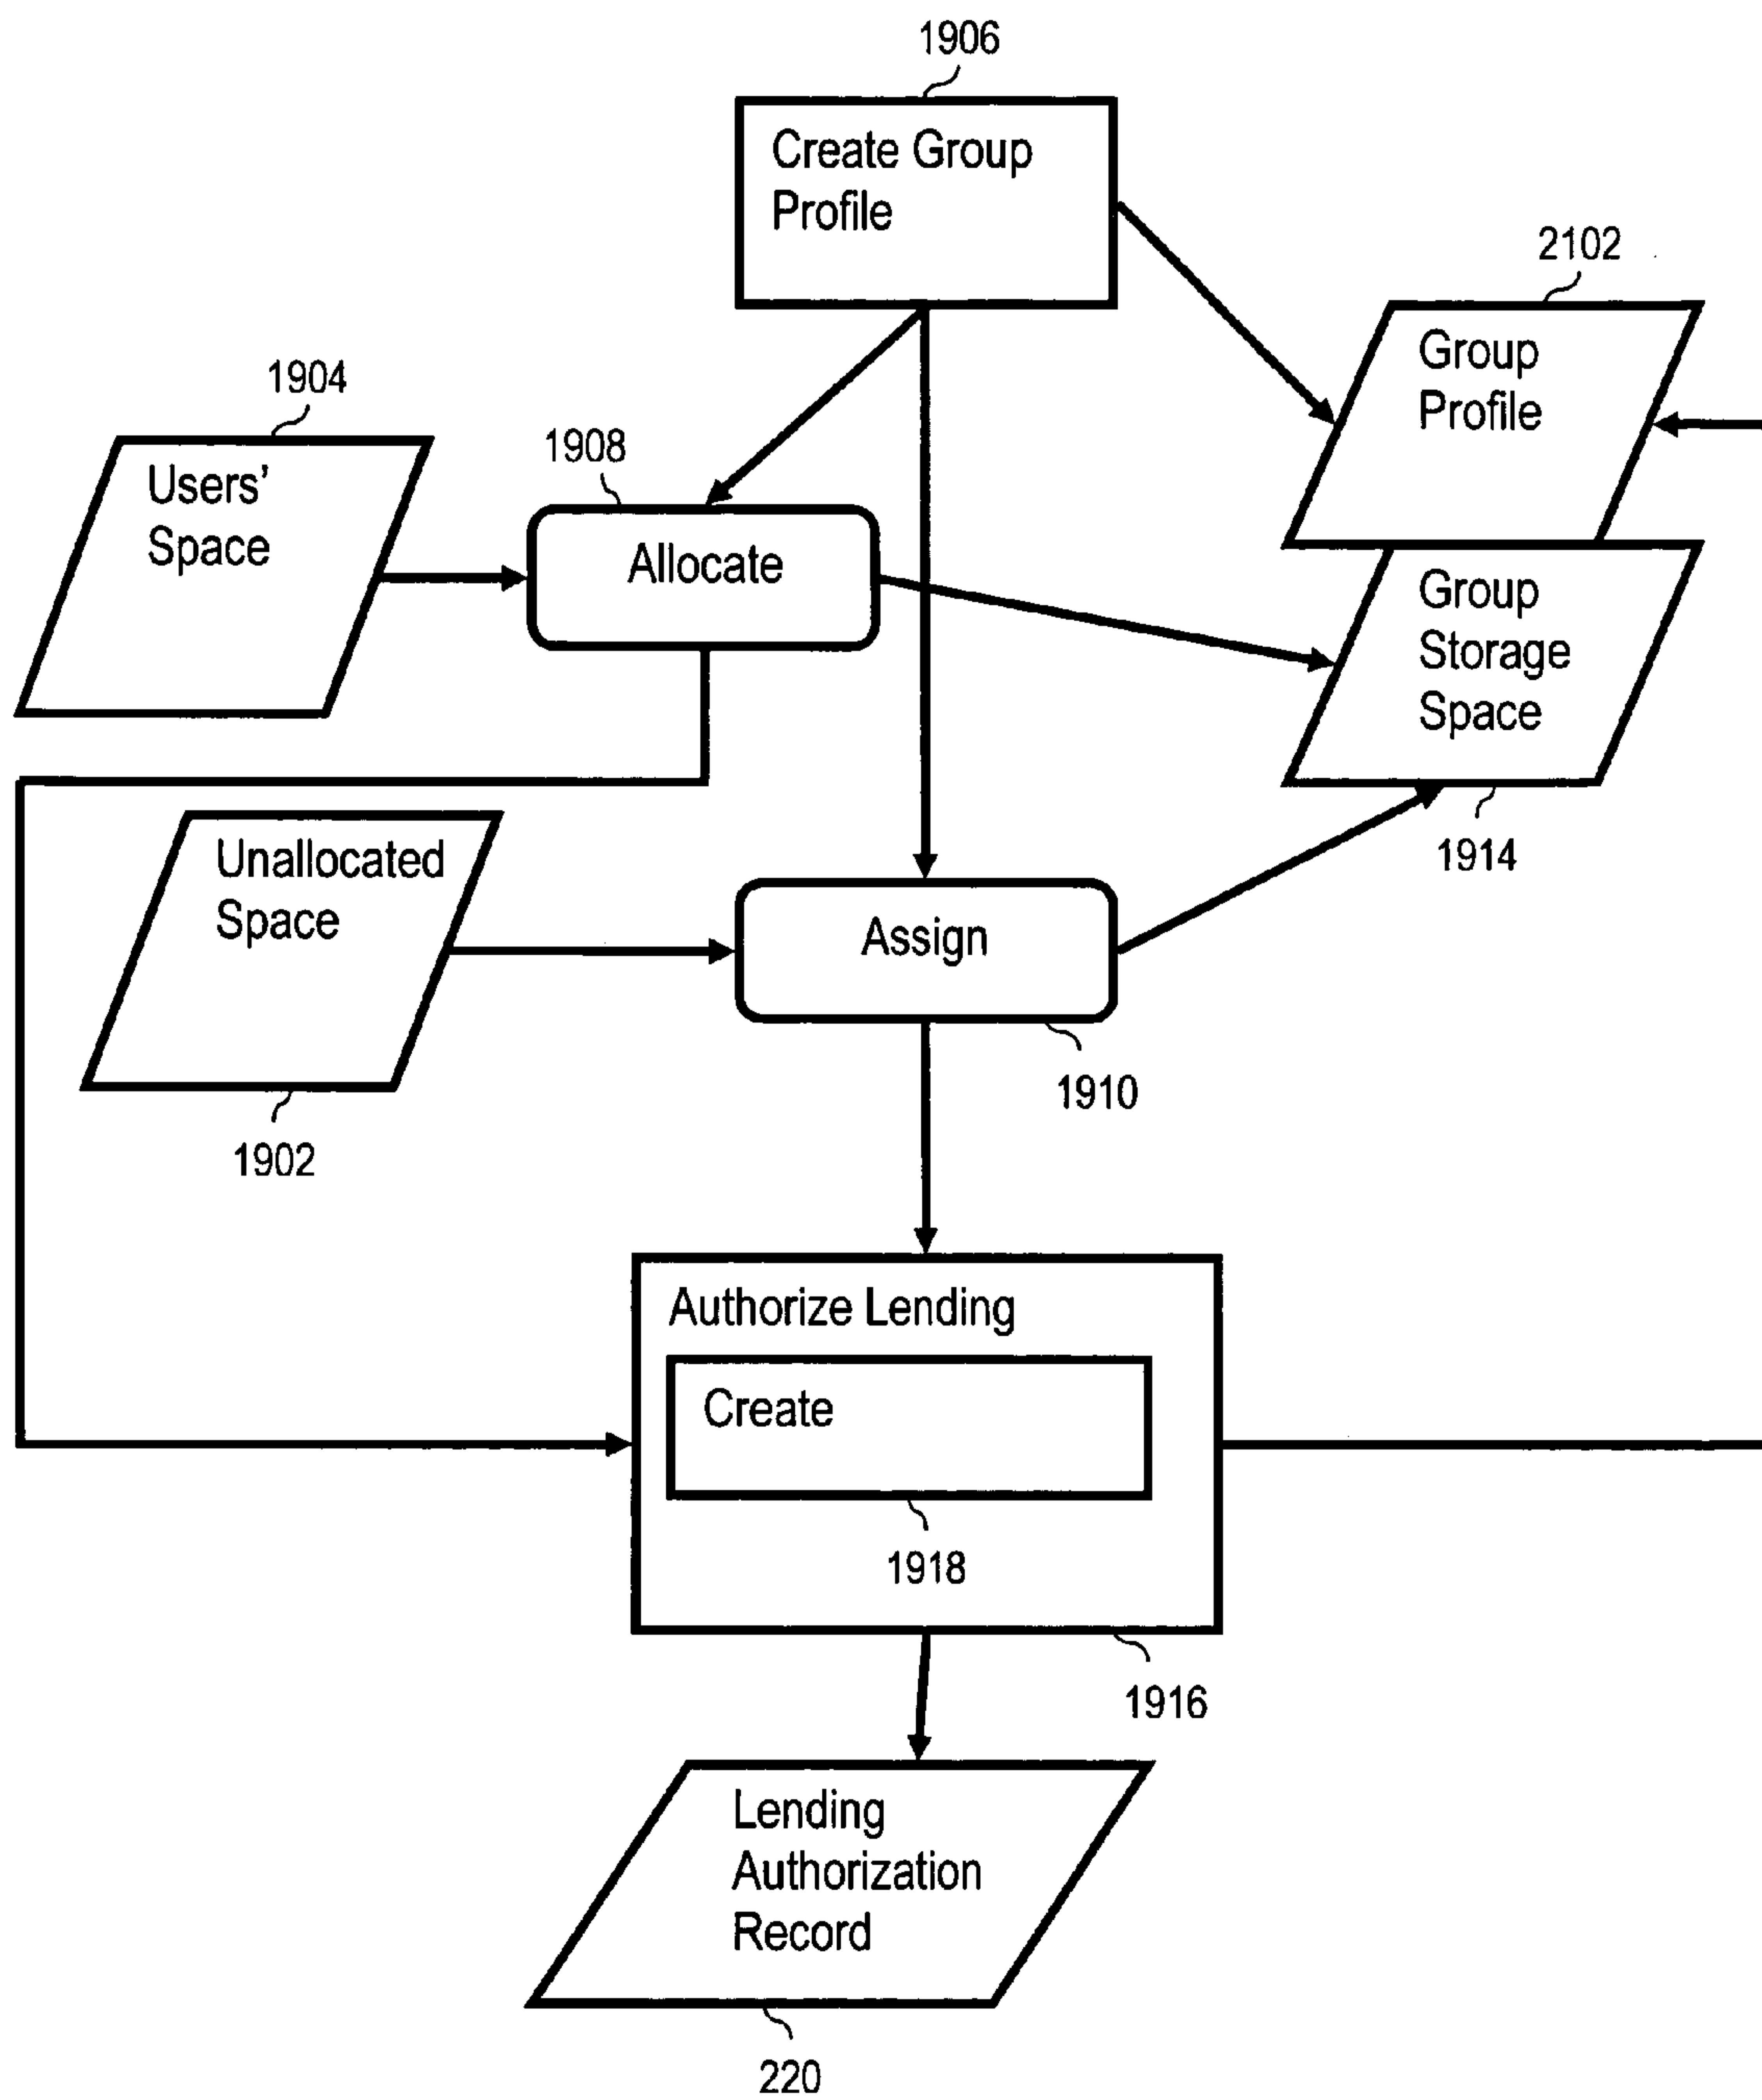 1906
Create Group
Profile
2102
Group
Profile
1904
Users'
Space
1908
Allocate
Group
Storage
Space
1914
Unallocated
Space
1902
Assign
1910
Authorize Lending
Create
1918
1916
Lending
Authorization
Record
220